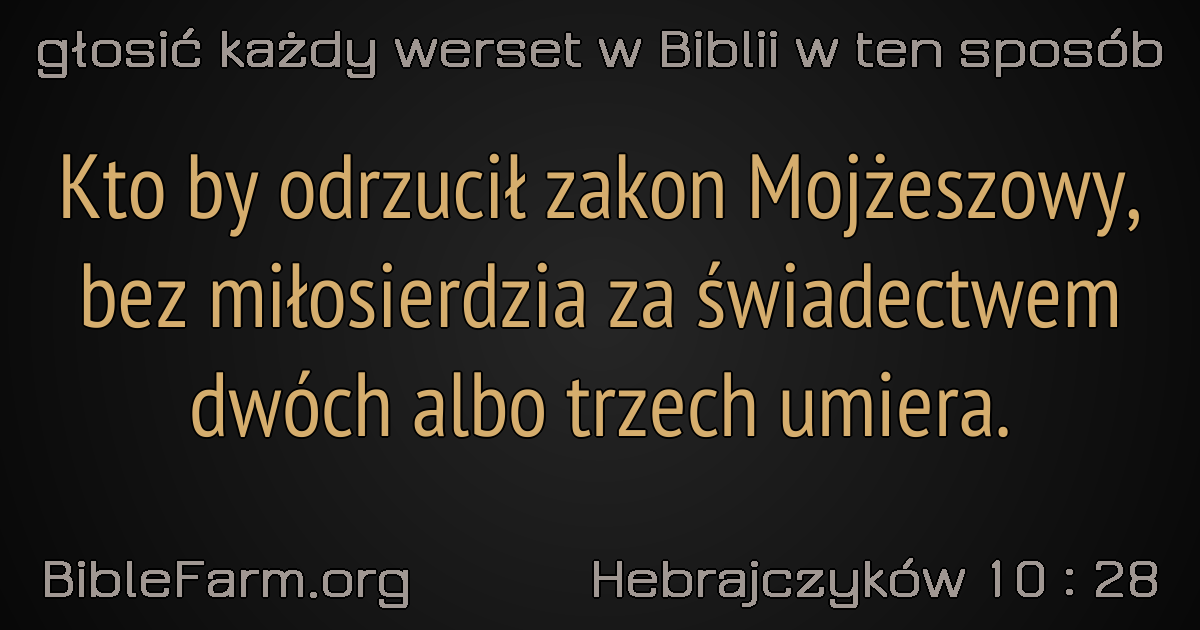 głosić każdy werset w Biblii w ten sposób
Kto by odrzucił zakon Mojżeszowy,
bez miłosierdzia za świadectwem
dwóch albo trzech umiera.
BibleFarm.org
Hebrajczyków 10 : 28